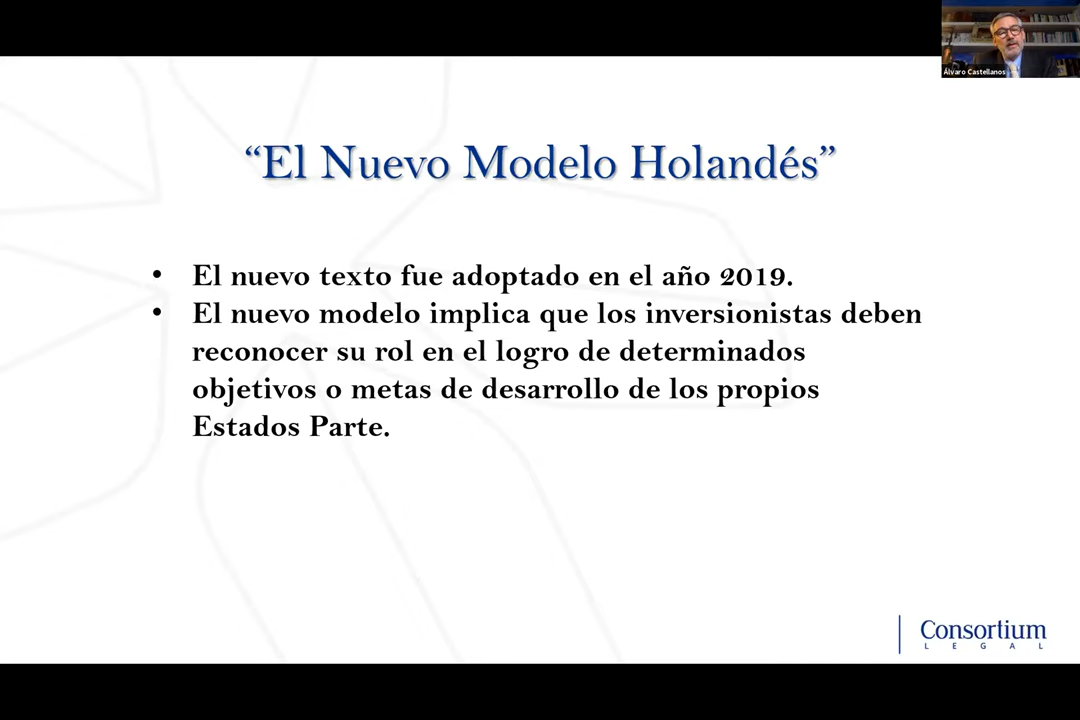 Álvaro Castellanos
“El Nuevo Modelo Holandés”
• El nuevo texto fue adoptado en el año 2019.
• El nuevo modelo implica que los inversionistas deben
reconocer su rol en el logro de determinados
objetivos o metas de desarrollo de los propios
Estados Parte.
Consortium
LEGAL